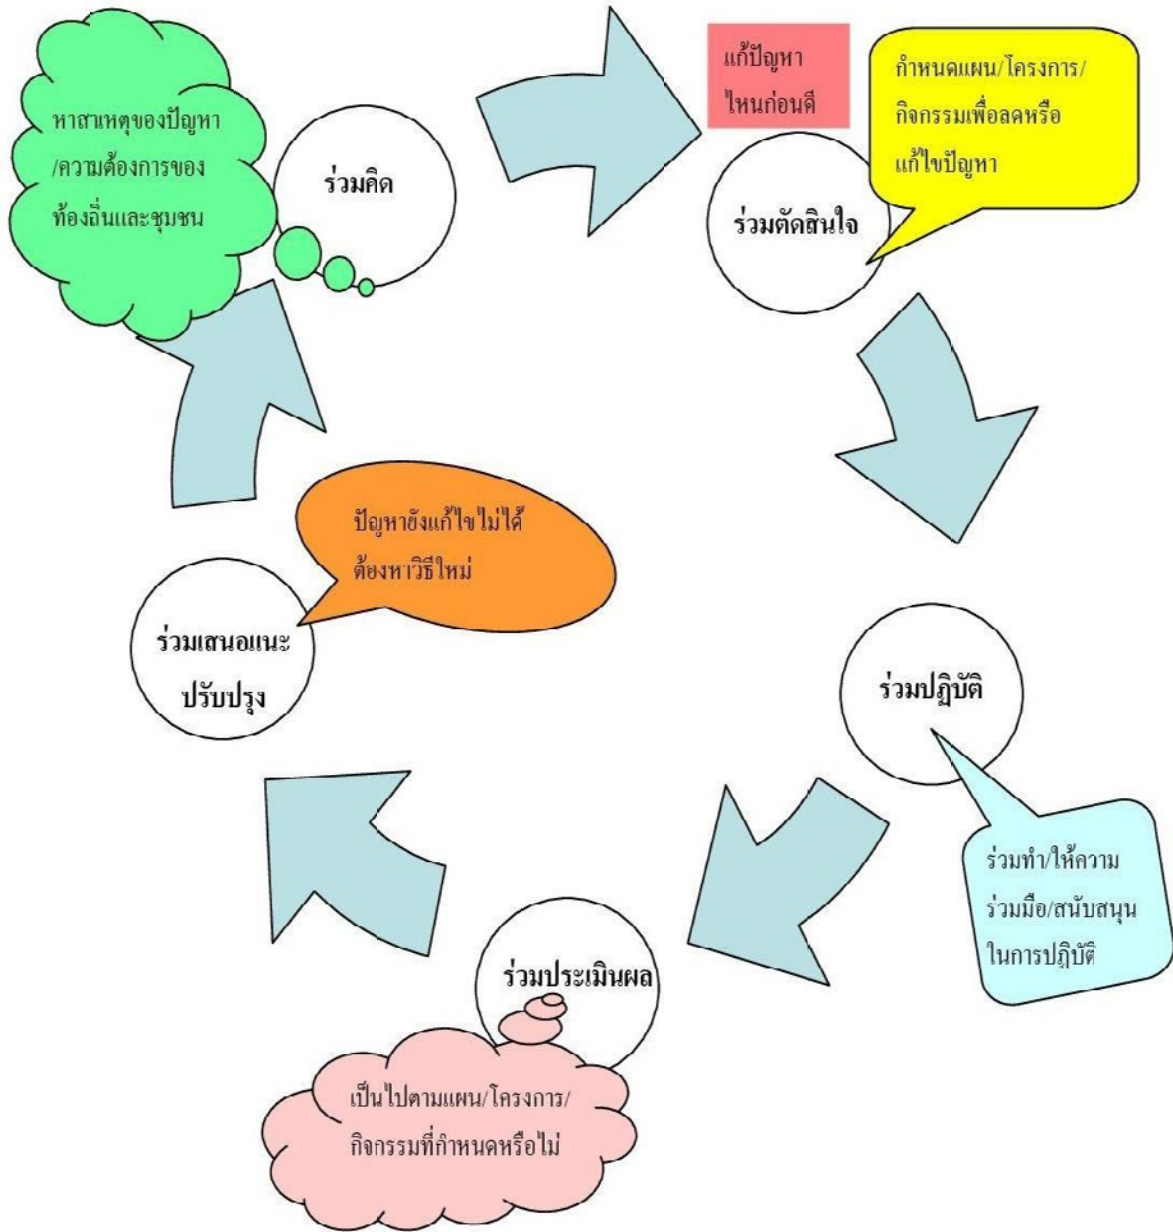 หาสาเหตุของปัญหา
/ความต้องการของ
ท้องถิ่นและชุมชน
ร่วมคิด
แก้ปัญหา
ไหนก่อนดี
กำหนดแผน/โครงการ/
กิจกรรมเพื่อลดหรือ
แก้ไขปัญหา
ร่วมตัดสินใจ
ร่วมปฏิบัติ
ร่วมทำ/ให้ความ
ร่วมมือ/สนับสนุน
ในการปฏิบัติ
ร่วมประเมินผล
เป็นไปตามแผน/โครงการ/
กิจกรรมที่กำหนดหรือไม่
ร่วมเสนอแนะ
ปรับปรุง
ปัญหายังแก้ไขไม่ได้
ต้องหาวิธีใหม่